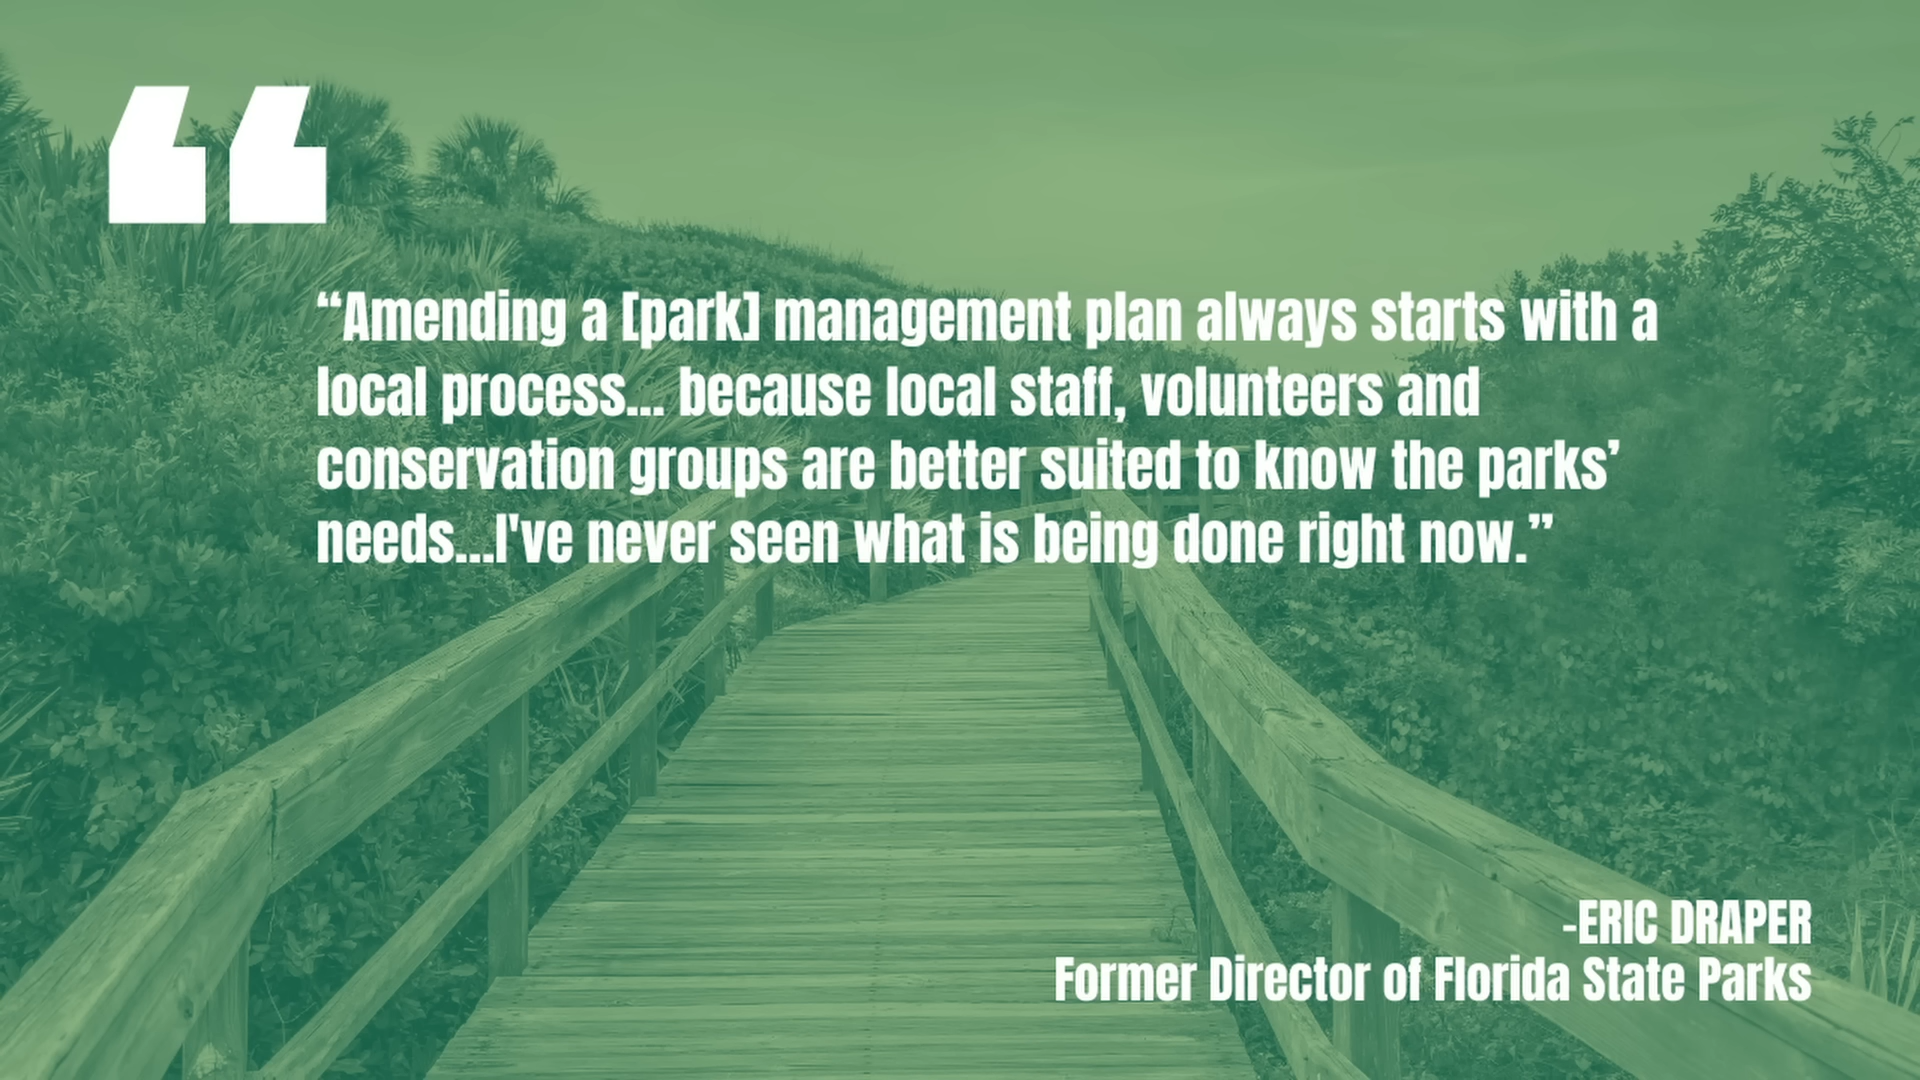 “Amending a [park] management plan always starts with a
local process... because local staff, volunteers and
conservation groups are better suited to know the parks’
needs...I've never seen what is being done right now.”
-ERIC DRAPER
Former Director of Florida State Parks